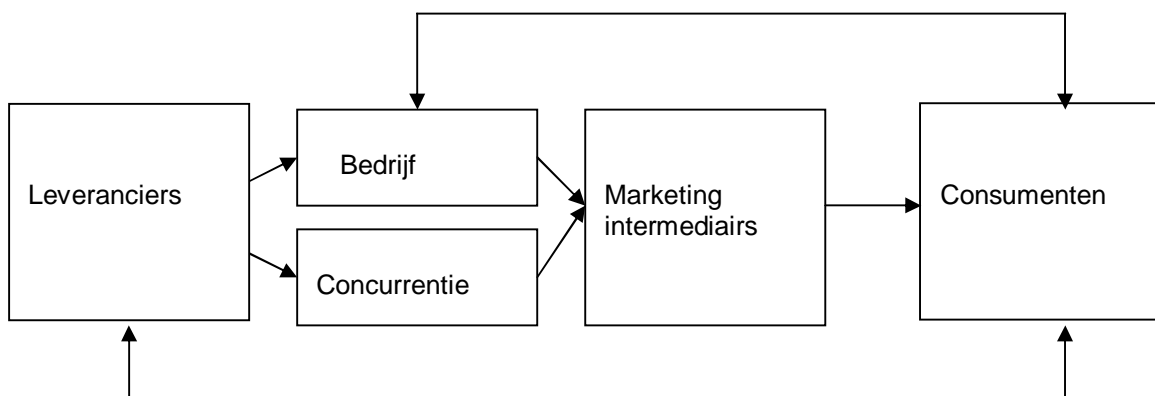 Bedrijf
Leveranciers
Marketing
intermediairs
Consumenten
Concurrentie